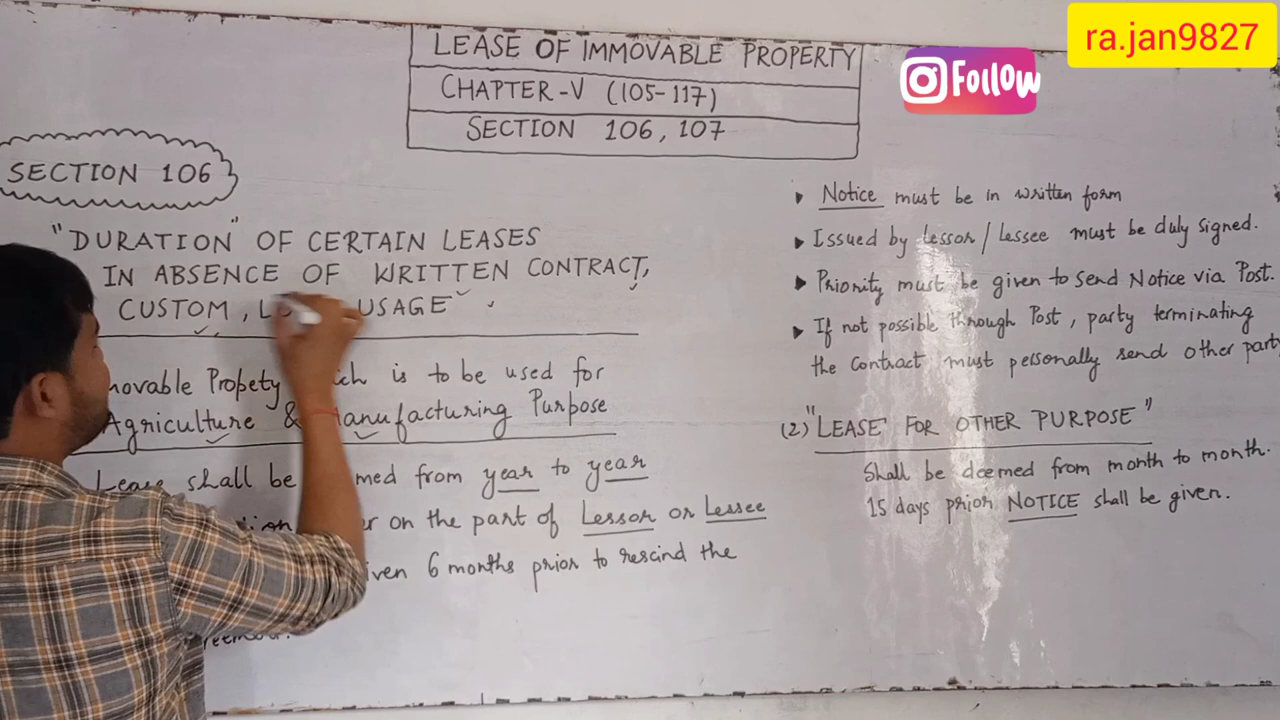 ra.jan9827
Follow
LEASE OF IMMOVABLE PROPERTY
CHAPTER-V (105-117)
SECTION 106, 107
SECTION 106
"DURATION" OF CERTAIN LEASES
IN ABSENCE OF WRITTEN CONTRACT,
CUSTOM, USAGE
Propety is to be used for
Agriculture & Manufacturing Purpose
Lease shall be from year to year
on the part of Lessor or Lessee
6 months prior to rescind the
• Notice must be in written form
• Issued by Lessor/Lessee must be duly signed.
• Priority must be given to send Notice via Post.
• If not possible through Post, party terminating
the contract must personally send other party
(2) "LEASE FOR OTHER PURPOSE"
Shall be deemed from month to month.
15 days prior NOTICE shall be given.